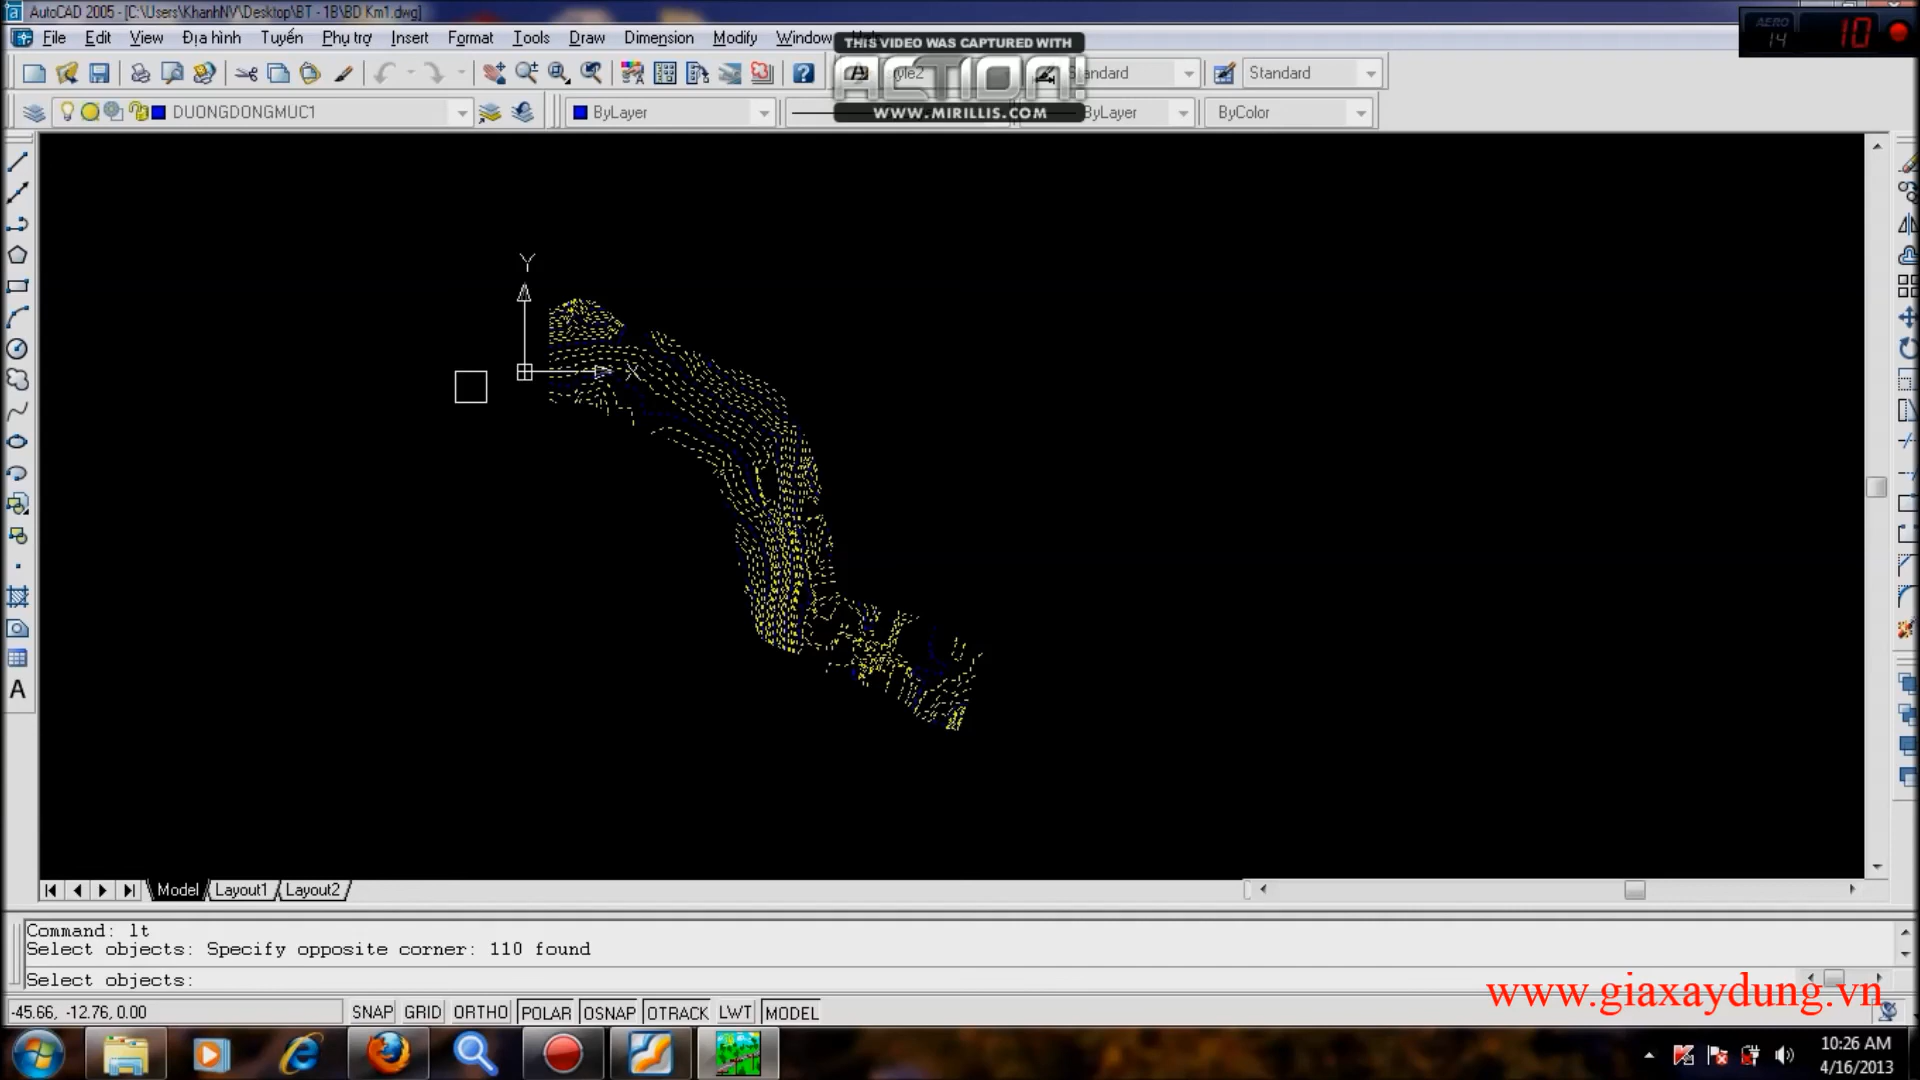 AutoCAD 2005 - [C:\Users\KhanhNV\Desktop\BT - 1B\BD Km1.dwg]
File Edit View Địa hình Tuyến Phụ trợ Insert Format Tools Draw Dimension Modify Window
AERO
14
10
THIS VIDEO WAS CAPTURED WITH
ACTION!
WWW.MIRILLIS.COM
Standard
DUONGDONGMUC1
ByLayer
ByLayer
ByColor
Y
X
A
Model
Layout1
Layout2
Command: lt
Select objects: Specify opposite corner: 110 found
Select objects:
www.giaxaydung.vn
-45.66, -12.76, 0.00
SNAP GRID ORTHO POLAR OSNAP OTRACK LWT MODEL
10:26 AM
4/16/2013